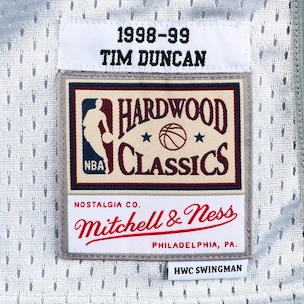 1998-99
TIM DUNCAN
HARDWOOD
NBA
CLASSICS
NOSTALGIA CO.
Mitchell & Ness
PHILADELPHIA, PA.
HWC SWINGMAN